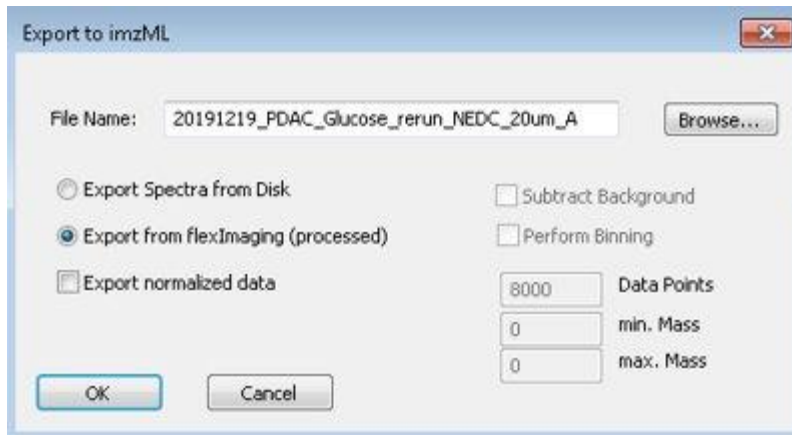 Export to imzML
File Name: 20191219_PDAC_Glucose_rerun_NEDC_20um_A Browse...
Export Spectra from Disk
Subtract Background
Export from flexImaging (processed)
Perform Binning
Export normalized data
8000 Data Points
0 min. Mass
0 max. Mass
OK Cancel